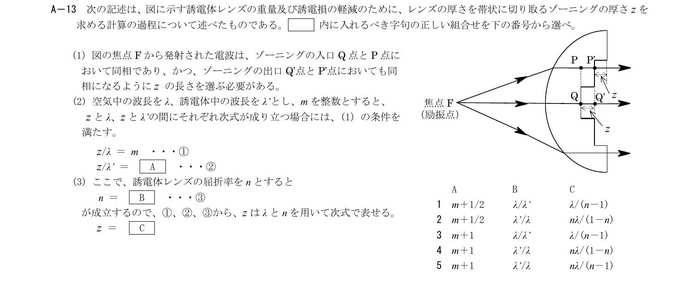 A-13 次の記述は、図に示す誘電体レンズの重量及び誘電損の軽減のために、レンズの厚さを帯状に切り取るゾーニングの厚さzを
求める計算の過程について述べたものである。 内に入れるべき字句の正しい組合せを下の番号から選べ。
(1) 図の焦点Fから発射された電波は、ゾーニングの入口Q点とP点に
おいて同相であり、かつ、ゾーニングの出口Q'点とP'点においても同
相になるようにzの長さを選ぶ必要がある。
(2) 空気中の波長をλ、誘電体中の波長をλ'とし、mを整数とすると、
zとλ、zとλ'の間にそれぞれ次式が成り立つ場合には、(1)の条件を
満たす。
z/λ = m ・・・①
z/λ' = A ・・・②
(3) ここで、誘電体レンズの屈折率をnとすると
n = B ・・・③
が成立するので、①、②、③から、zはλとnを用いて次式で表せる。
z = C
P P'
z
焦点F
(励振点)
Q Q'
z
A B C
1 m+1/2 λ/λ' λ/(n-1)
2 m+1/2 λ'/λ nλ/(1-n)
3 m+1 λ/λ' λ/(n-1)
4 m+1 λ'/λ nλ/(1-n)
5 m+1 λ'/λ nλ/(n-1)